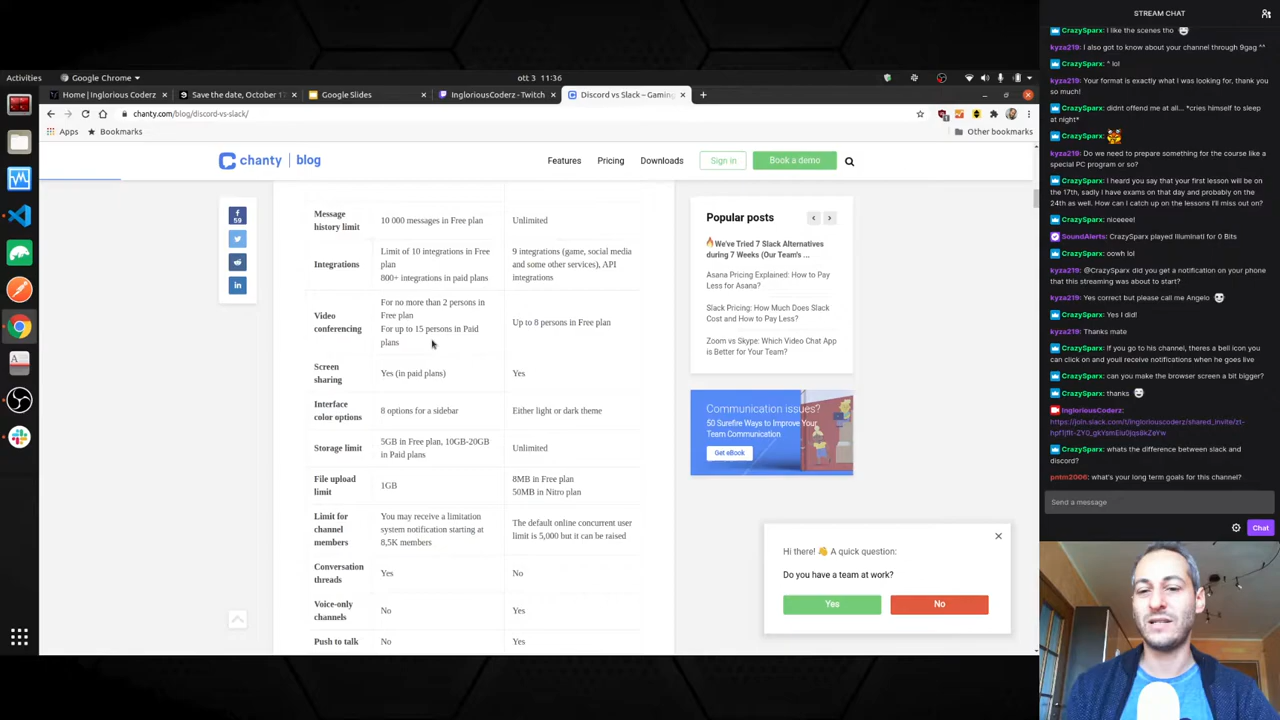 STREAM CHAT
Activities
Google Chrome
ott 3 11:36
Home | Inglorious Coderz
Save the date, October 17
Google Slides
IngloriousCoderz - Twitch
Discord vs Slack – Gaming
chanty.com/blog/discord-vs-slack/
Apps
Bookmarks
Other bookmarks
chanty | blog
Features
Pricing
Downloads
Sign in
Book a demo
59
Message
history limit
10 000 messages in Free plan
Unlimited
Integrations
Limit of 10 integrations in Free
plan
800+ integrations in paid plans
9 integrations (game, social media
and some other services), API
integrations
Video
conferencing
For no more than 2 persons in
Free plan
For up to 15 persons in Paid
plans
Up to 8 persons in Free plan
Screen
sharing
Yes (in paid plans)
Yes
Interface
color options
8 options for a sidebar
Either light or dark theme
Storage limit
5GB in Free plan, 10GB-20GB
in Paid plans
Unlimited
File upload
limit
1GB
8MB in Free plan
50MB in Nitro plan
Limit for
channel
members
You may receive a limitation
system notification starting at
8,5K members
The default online concurrent user
limit is 5,000 but it can be raised
Conversation
threads
Yes
No
Voice-only
channels
No
Yes
Push to talk
No
Yes
Popular posts
We've Tried 7 Slack Alternatives
during 7 Weeks (Our Team's ...
Asana Pricing Explained: How to Pay
Less for Asana?
Slack Pricing: How Much Does Slack
Cost and How to Pay Less?
Zoom vs Skype: Which Video Chat App
is Better for Your Team?
Communication issues?
50 Surefire Ways to Improve Your
Team Communication
Get eBook
Hi there! 👋 A quick question:
Do you have a team at work?
Yes
No
CrazySparx: I like the scenes tho
kyza219: I also got to know about your channel through 9gag ^^
CrazySparx: ^ lol
kyza219: Your format is exactly what I was looking for, thank you
so much!
CrazySparx: didnt offend me at all... *cries himself to sleep
at night*
CrazySparx:
kyza219: Do we need to prepare something for the course like a
special PC program or so?
CrazySparx: I heard you say that your first lesson will be on
the 17th, sadly I have exams on that day and probably on the
24th as well. How can I catch up on the lessons I'll miss out on?
CrazySparx: niceeee!
SoundAlerts: CrazySparx played Illuminati for 0 Bits
CrazySparx: oowh lol
kyza219: @CrazySparx did you get a notification on your phone
that this streaming was about to start?
kyza219: Yes correct but please call me Angelo
CrazySparx: Yes I did!
kyza219: Thanks mate
CrazySparx: If you go to his channel, theres a bell icon you
can click on and youll receive notifications when he goes live
CrazySparx: can you make the browser screen a bit bigger?
CrazySparx: thanks
IngloriousCoderz:
https://join.slack.com/t/ingloriouscoderz/shared_invite/zt-
CrazySparx: whats the difference between slack and
discord?
pntm2006: what's your long term goals for this channel?
Send a message
Chat